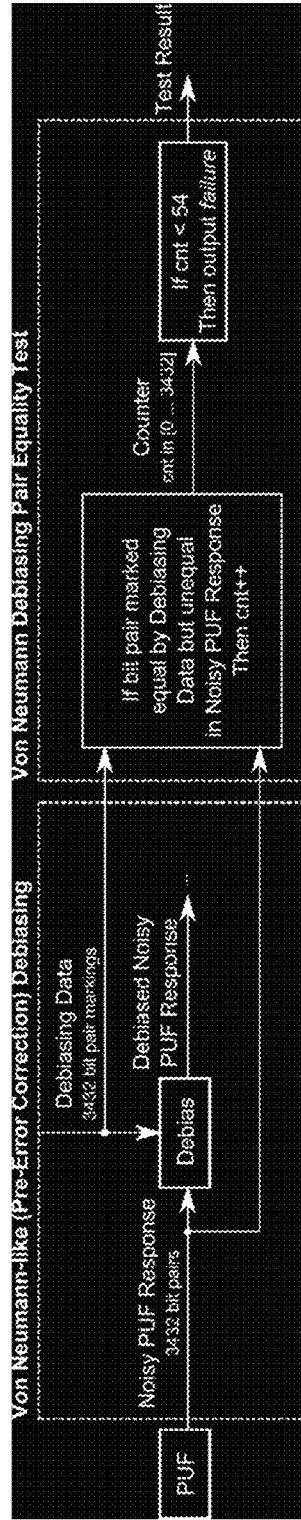 Von Neumann-like (Pre-Error Correction) Debiasing
Debiasing Data
3432 bit pair markings
PUF
Noisy PUF Response
3432 bit pairs
Debias
Debiased Noisy
PUF Response
...
Von Neumann Debiasing Pair Equality Test
If bit pair marked
equal by Debiasing
Data but unequal
in Noisy PUF Response
Then cnt++
Counter
cnt in [0 ... 3432]
If cnt < 54
Then output failure
Test Result